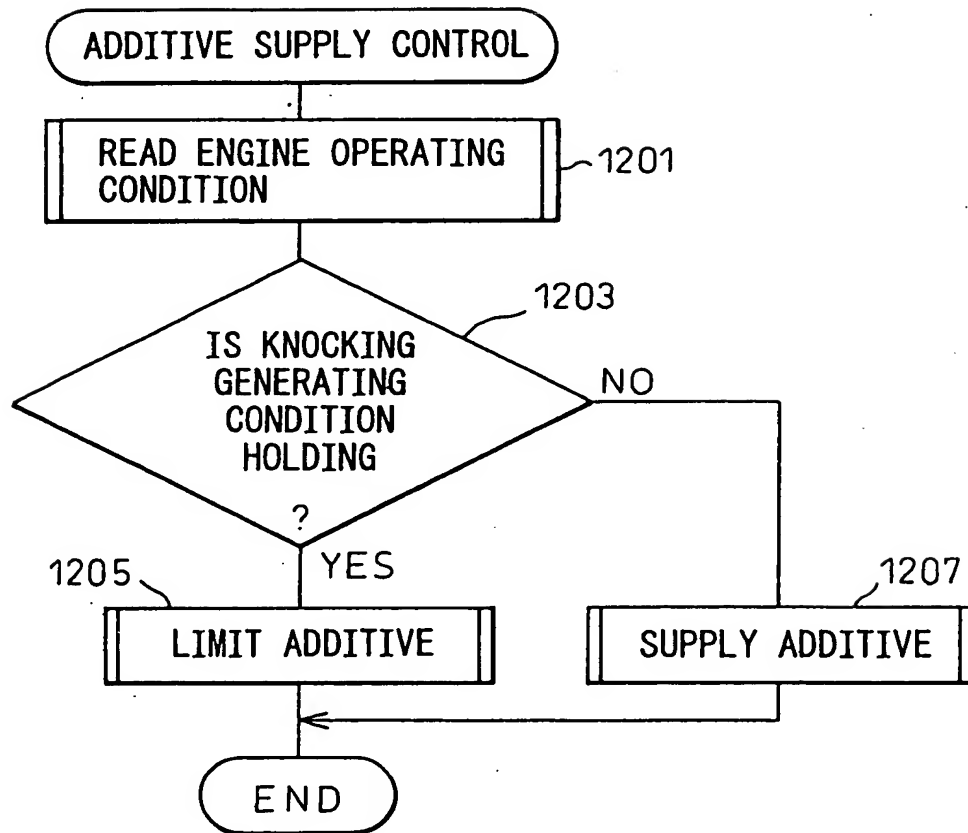 ADDITIVE SUPPLY CONTROL
READ ENGINE OPERATING
CONDITION
1201
1203
IS KNOCKING
GENERATING
CONDITION
HOLDING
?
NO
YES
1205
LIMIT ADDITIVE
1207
SUPPLY ADDITIVE
END